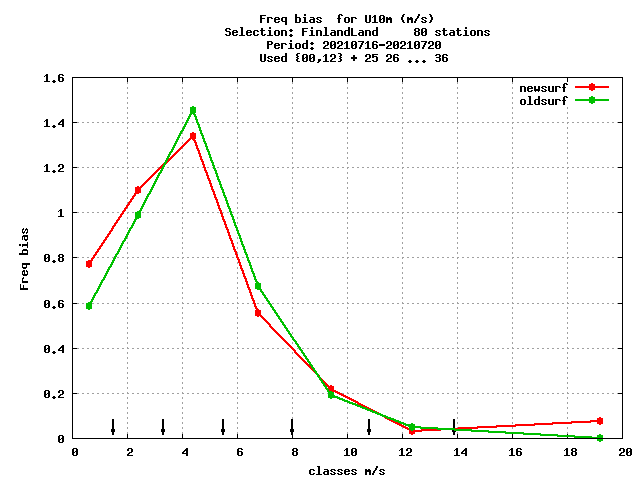 Freq bias  for U10m (m/s)
Selection: FinlandLand     80 stations
Period: 20210716-20210720
Used {00,12} + 25 26 ... 36
newsurf
oldsurf
1.6
1.4
1.2
1
0.8
0.6
0.4
0.2
0
Freq bias
0 2 4 6 8 10 12 14 16 18 20
classes m/s